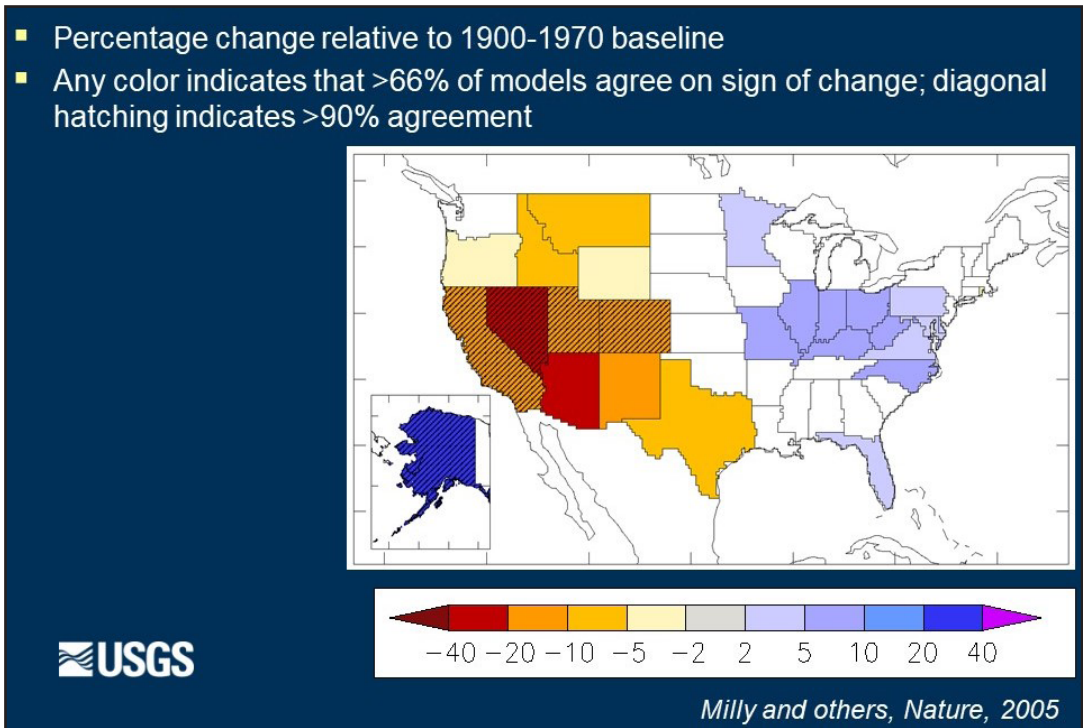 ▪ Percentage change relative to 1900-1970 baseline
▪ Any color indicates that >66% of models agree on sign of change; diagonal
hatching indicates >90% agreement
−40 −20 −10 −5 −2 2 5 10 20 40
USGS
Milly and others, Nature, 2005